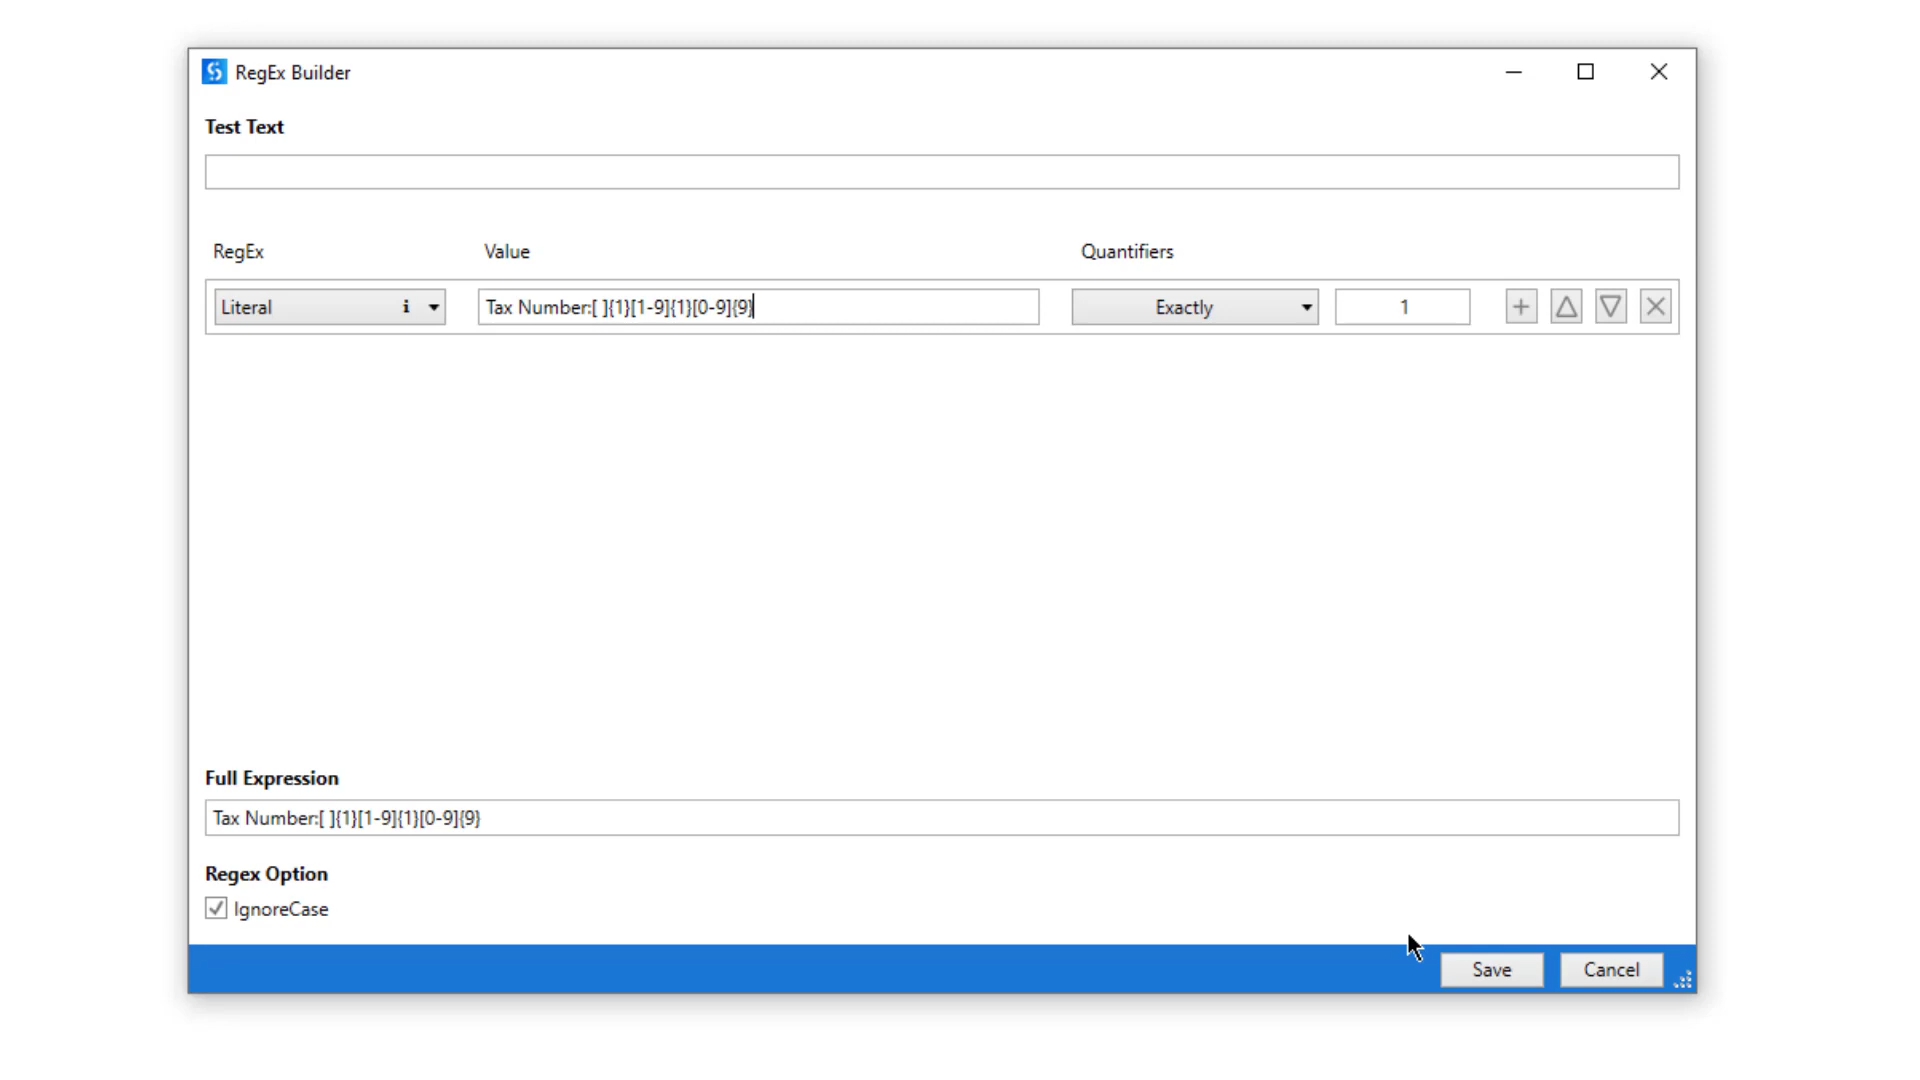 RegEx Builder
Test Text
RegEx Value Quantifiers
Literal i Tax Number:[ ]{1}[1-9]{1}[0-9]{9} Exactly 1
Full Expression
Tax Number:[ ]{1}[1-9]{1}[0-9]{9}
Regex Option
IgnoreCase
Save Cancel